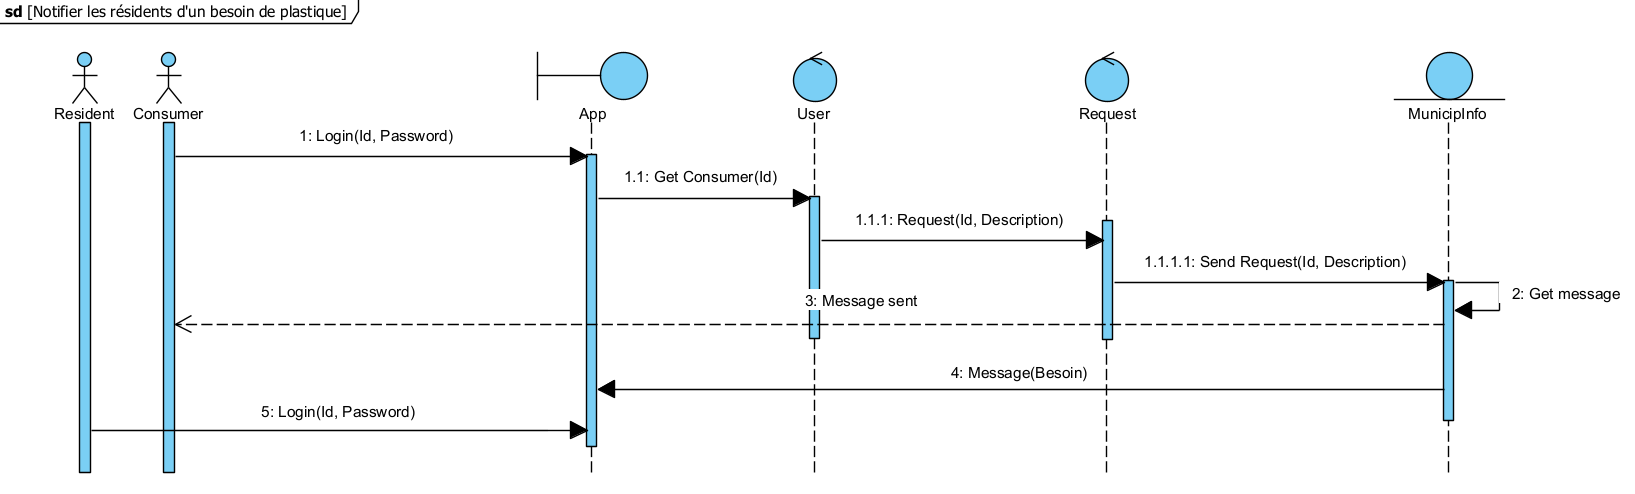 sd [Notifier les résidents d'un besoin de plastique]
Resident
Consumer
App
User
Request
MunicipInfo
1: Login(Id, Password)
1.1: Get Consumer(Id)
1.1.1: Request(Id, Description)
1.1.1.1: Send Request(Id, Description)
2: Get message
3: Message sent
4: Message(Besoin)
5: Login(Id, Password)